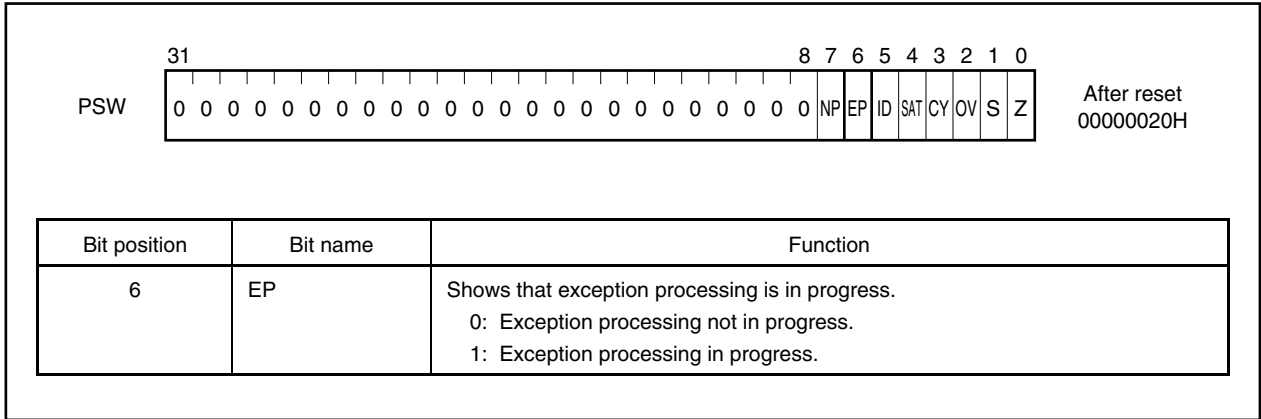 31 8 7 6 5 4 3 2 1 0
PSW 0 0 0 0 0 0 0 0 0 0 0 0 0 0 0 0 0 0 0 0 0 0 0 0 NP EP ID SAT CY OV S Z
After reset
00000020H
Bit position Bit name Function
6 EP Shows that exception processing is in progress.
0: Exception processing not in progress.
1: Exception processing in progress.